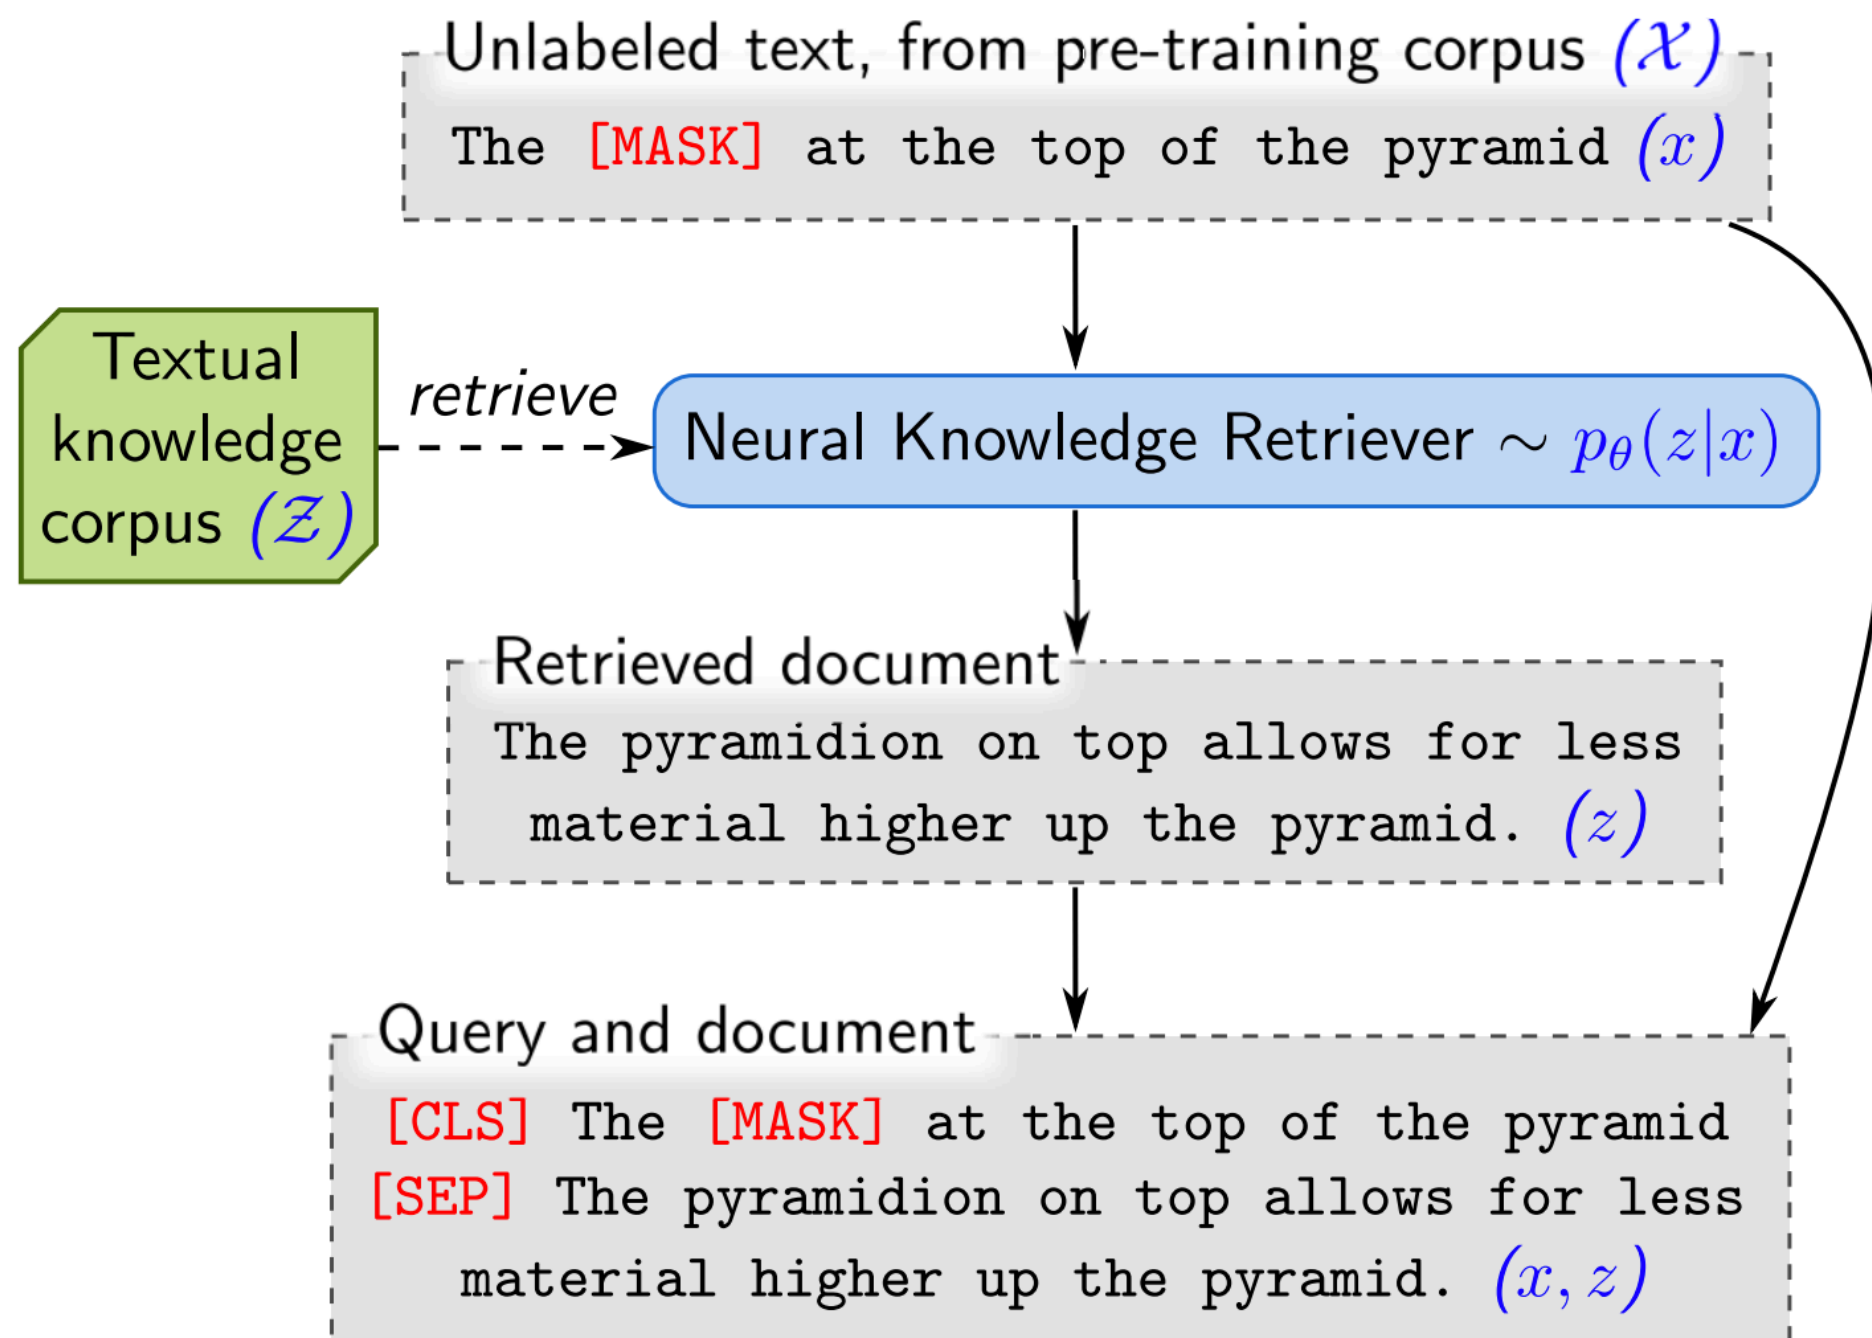 Unlabeled text, from pre-training corpus (𝒳)
The [MASK] at the top of the pyramid (x)
Textual
knowledge
corpus (𝒵)
retrieve
Neural Knowledge Retriever ∼ pθ(z|x)
Retrieved document
The pyramidion on top allows for less
material higher up the pyramid. (z)
Query and document
[CLS] The [MASK] at the top of the pyramid
[SEP] The pyramidion on top allows for less
material higher up the pyramid. (x, z)